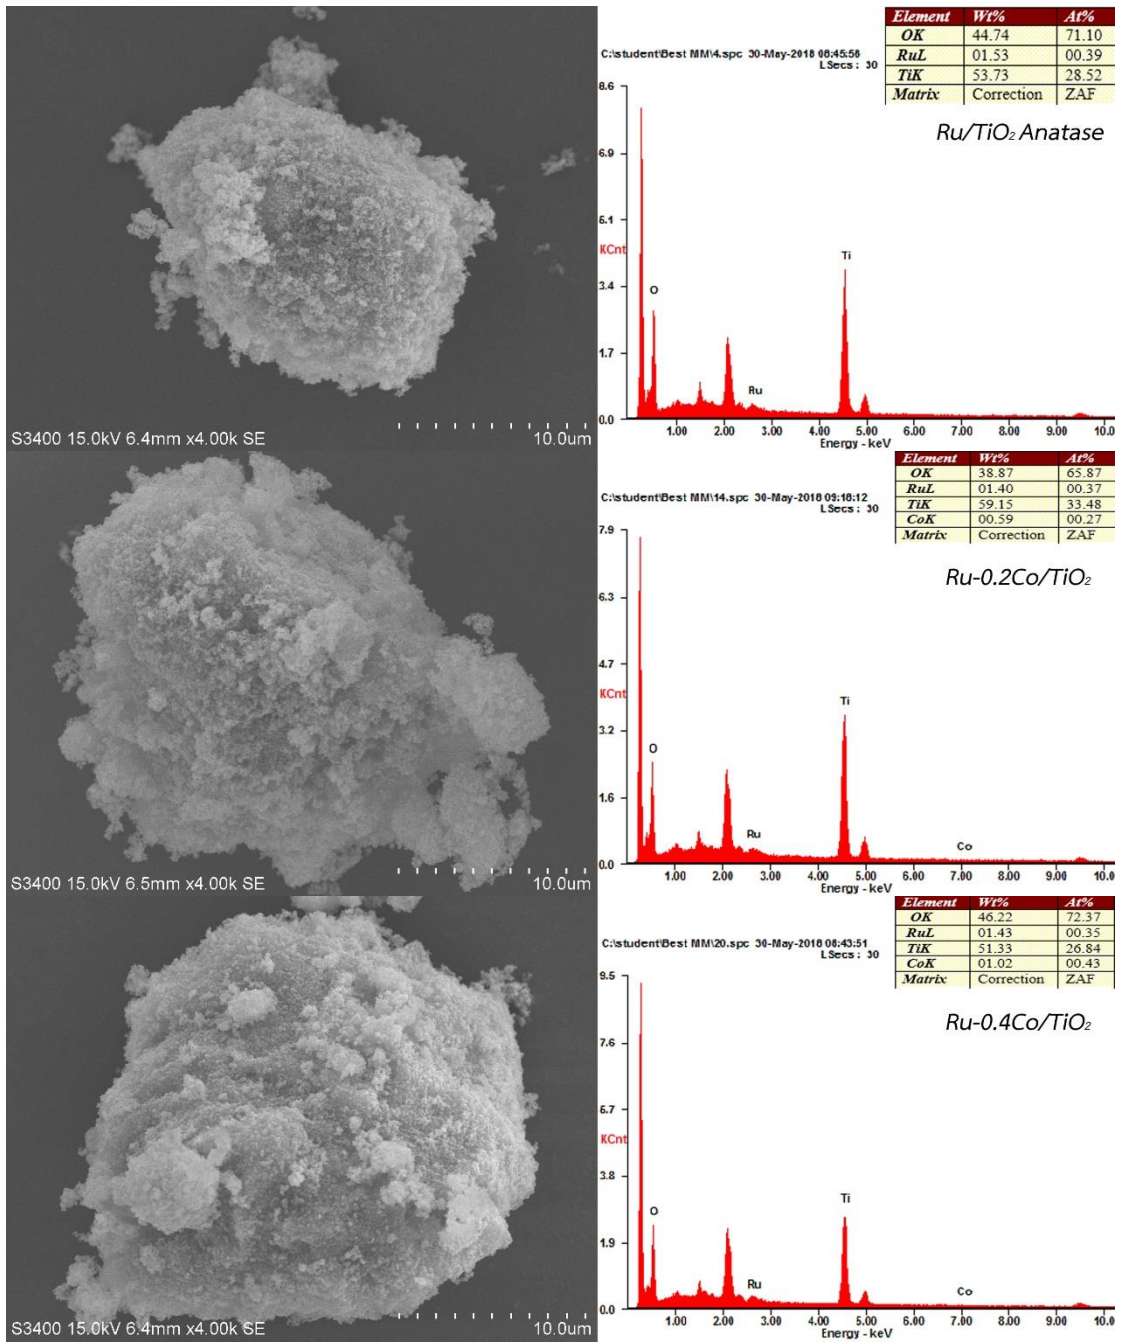 Element Wt% At%
OK 44.74 71.10
RuL 01.53 00.39
TiK 53.73 28.52
Matrix Correction ZAF
C:\student\Best MM\4.spc 30-May-2018 08:45:56
LSecs : 30
Ru/TiO₂ Anatase
8.6
6.9
5.1
KCnt
3.4
1.7
0.0
O
Ru
Ti
1.00 2.00 3.00 4.00 5.00 6.00 7.00 8.00 9.00 10.0
Energy - keV
S3400 15.0kV 6.4mm x4.00k SE 10.0um
Element Wt% At%
OK 38.87 65.87
RuL 01.40 00.37
TiK 59.15 33.48
CoK 00.59 00.27
Matrix Correction ZAF
C:\student\Best MM\14.spc 30-May-2018 09:16:12
LSecs : 30
Ru-0.2Co/TiO₂
7.9
6.3
4.7
KCnt
3.2
1.6
0.0
O
Ru
Ti
Co
1.00 2.00 3.00 4.00 5.00 6.00 7.00 8.00 9.00 10.0
Energy - keV
S3400 15.0kV 6.5mm x4.00k SE 10.0um
Element Wt% At%
OK 46.22 72.37
RuL 01.43 00.35
TiK 51.33 26.84
CoK 01.02 00.43
Matrix Correction ZAF
C:\student\Best MM\20.spc 30-May-2018 08:43:51
LSecs : 30
Ru-0.4Co/TiO₂
9.5
7.6
5.7
KCnt
3.8
1.9
0.0
O
Ru
Ti
Co
1.00 2.00 3.00 4.00 5.00 6.00 7.00 8.00 9.00 10.0
Energy - keV
S3400 15.0kV 6.4mm x4.00k SE 10.0um